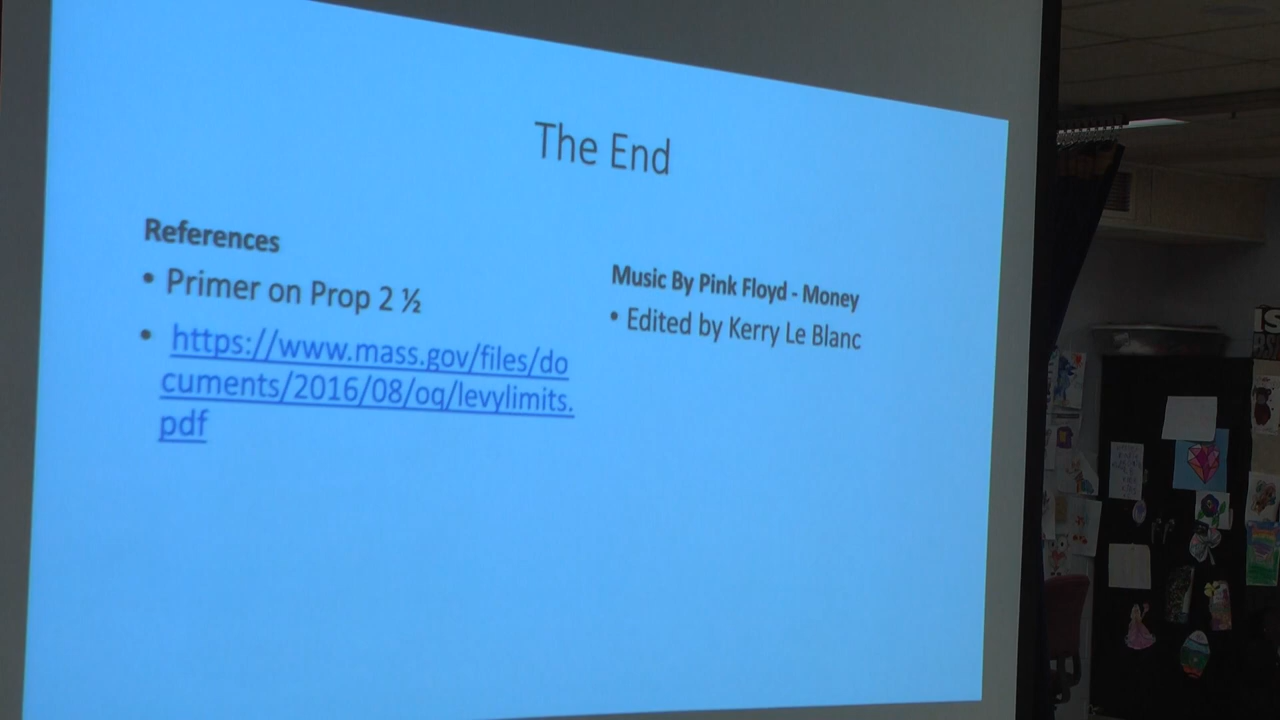 The End
References
• Primer on Prop 2 ½
• https://www.mass.gov/files/do
cuments/2016/08/oq/levylimits.
pdf
Music By Pink Floyd - Money
• Edited by Kerry Le Blanc